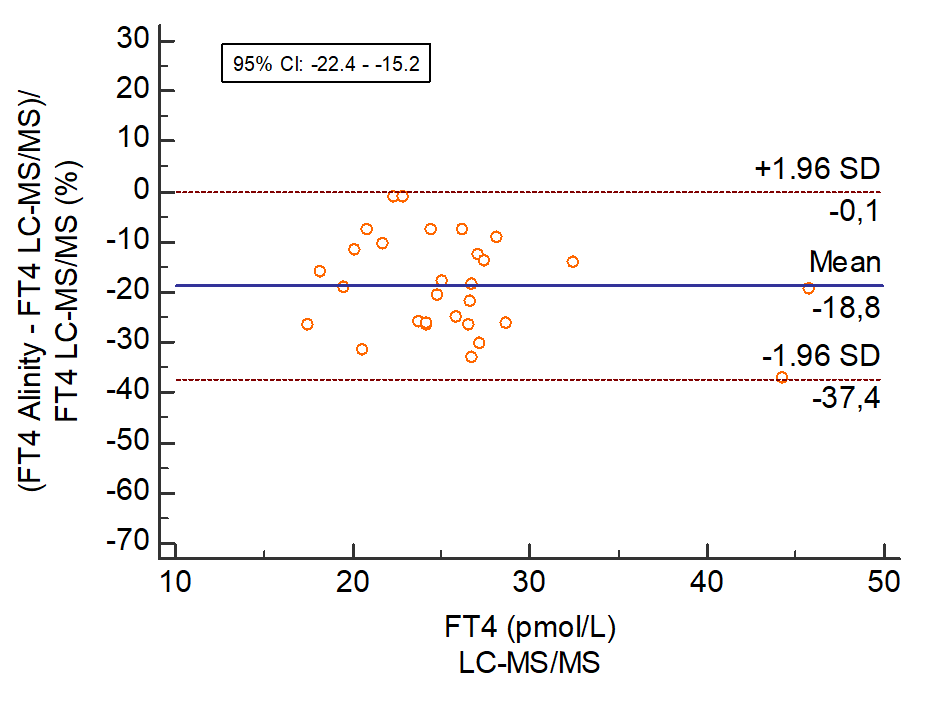 (FT4 Alinity - FT4 LC-MS/MS)/
FT4 LC-MS/MS (%)
30
20
10
0
-10
-20
-30
-40
-50
-60
-70
95% CI: -22.4 - -15.2
+1.96 SD
-0,1
Mean
-18,8
-1.96 SD
-37,4
10 20 30 40 50
FT4 (pmol/L)
LC-MS/MS